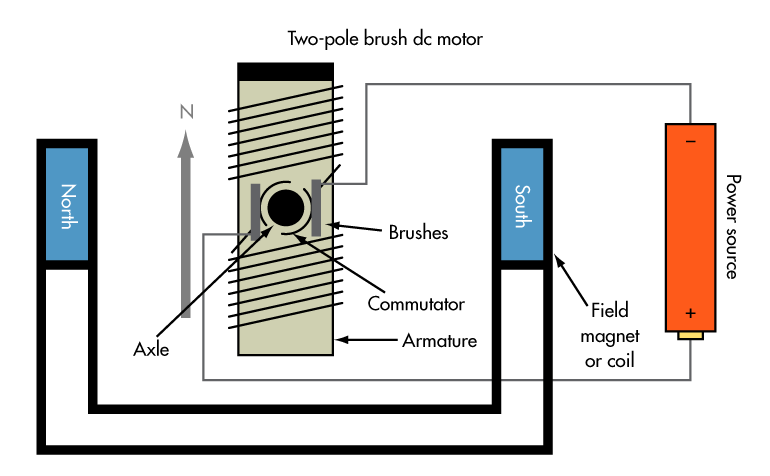 Two-pole brush dc motor
N
North
South
−
Power source
+
Brushes
Commutator
Axle
Armature
Field
magnet
or coil